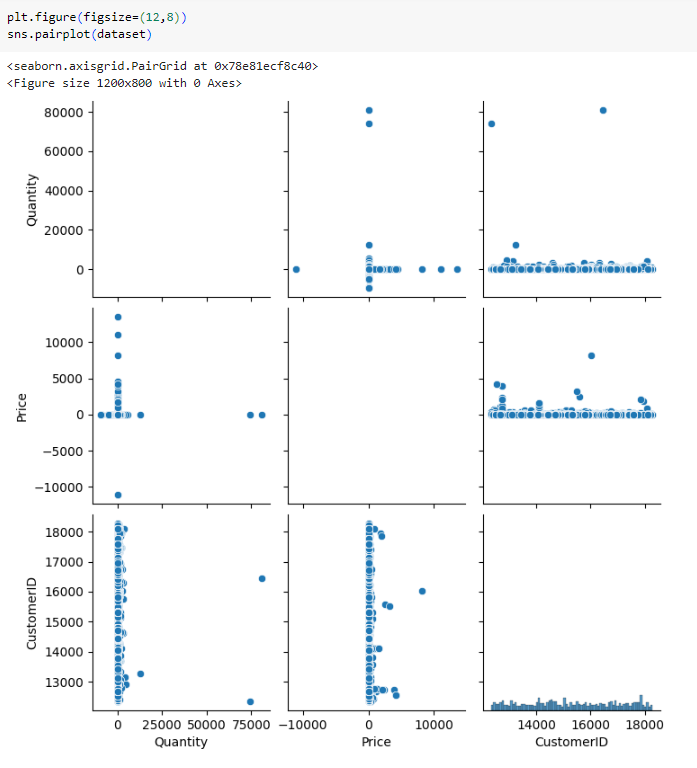 plt.figure(figsize=(12,8))
sns.pairplot(dataset)
<seaborn.axisgrid.PairGrid at 0x78e81ecf8c40>
<Figure size 1200x800 with 0 Axes>
80000
60000
40000
20000
0
Quantity
10000
5000
0
−5000
−10000
Price
18000
17000
16000
15000
14000
13000
CustomerID
0 25000 50000 75000
−10000 0 10000
14000 16000 18000
Quantity
Price
CustomerID